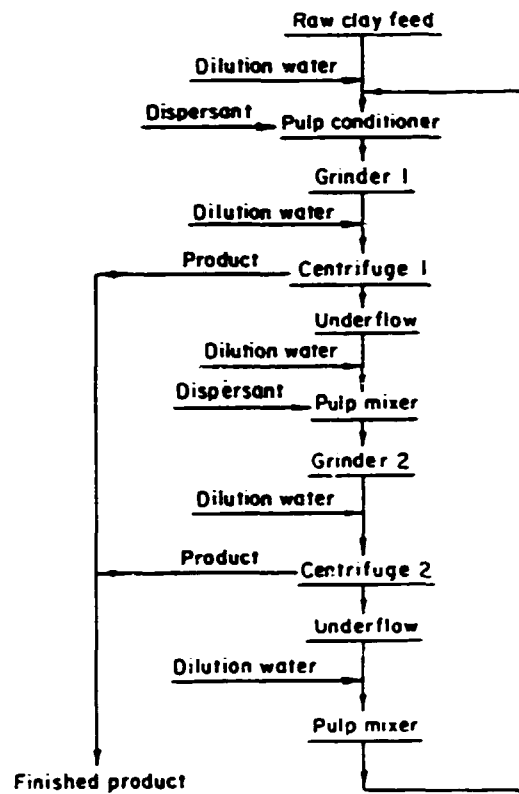 Raw clay feed
Dilution water
Dispersant
Pulp conditioner
Grinder 1
Dilution water
Product
Centrifuge 1
Underflow
Dilution water
Dispersant
Pulp mixer
Grinder 2
Dilution water
Product
Centrifuge 2
Underflow
Dilution water
Pulp mixer
Finished product